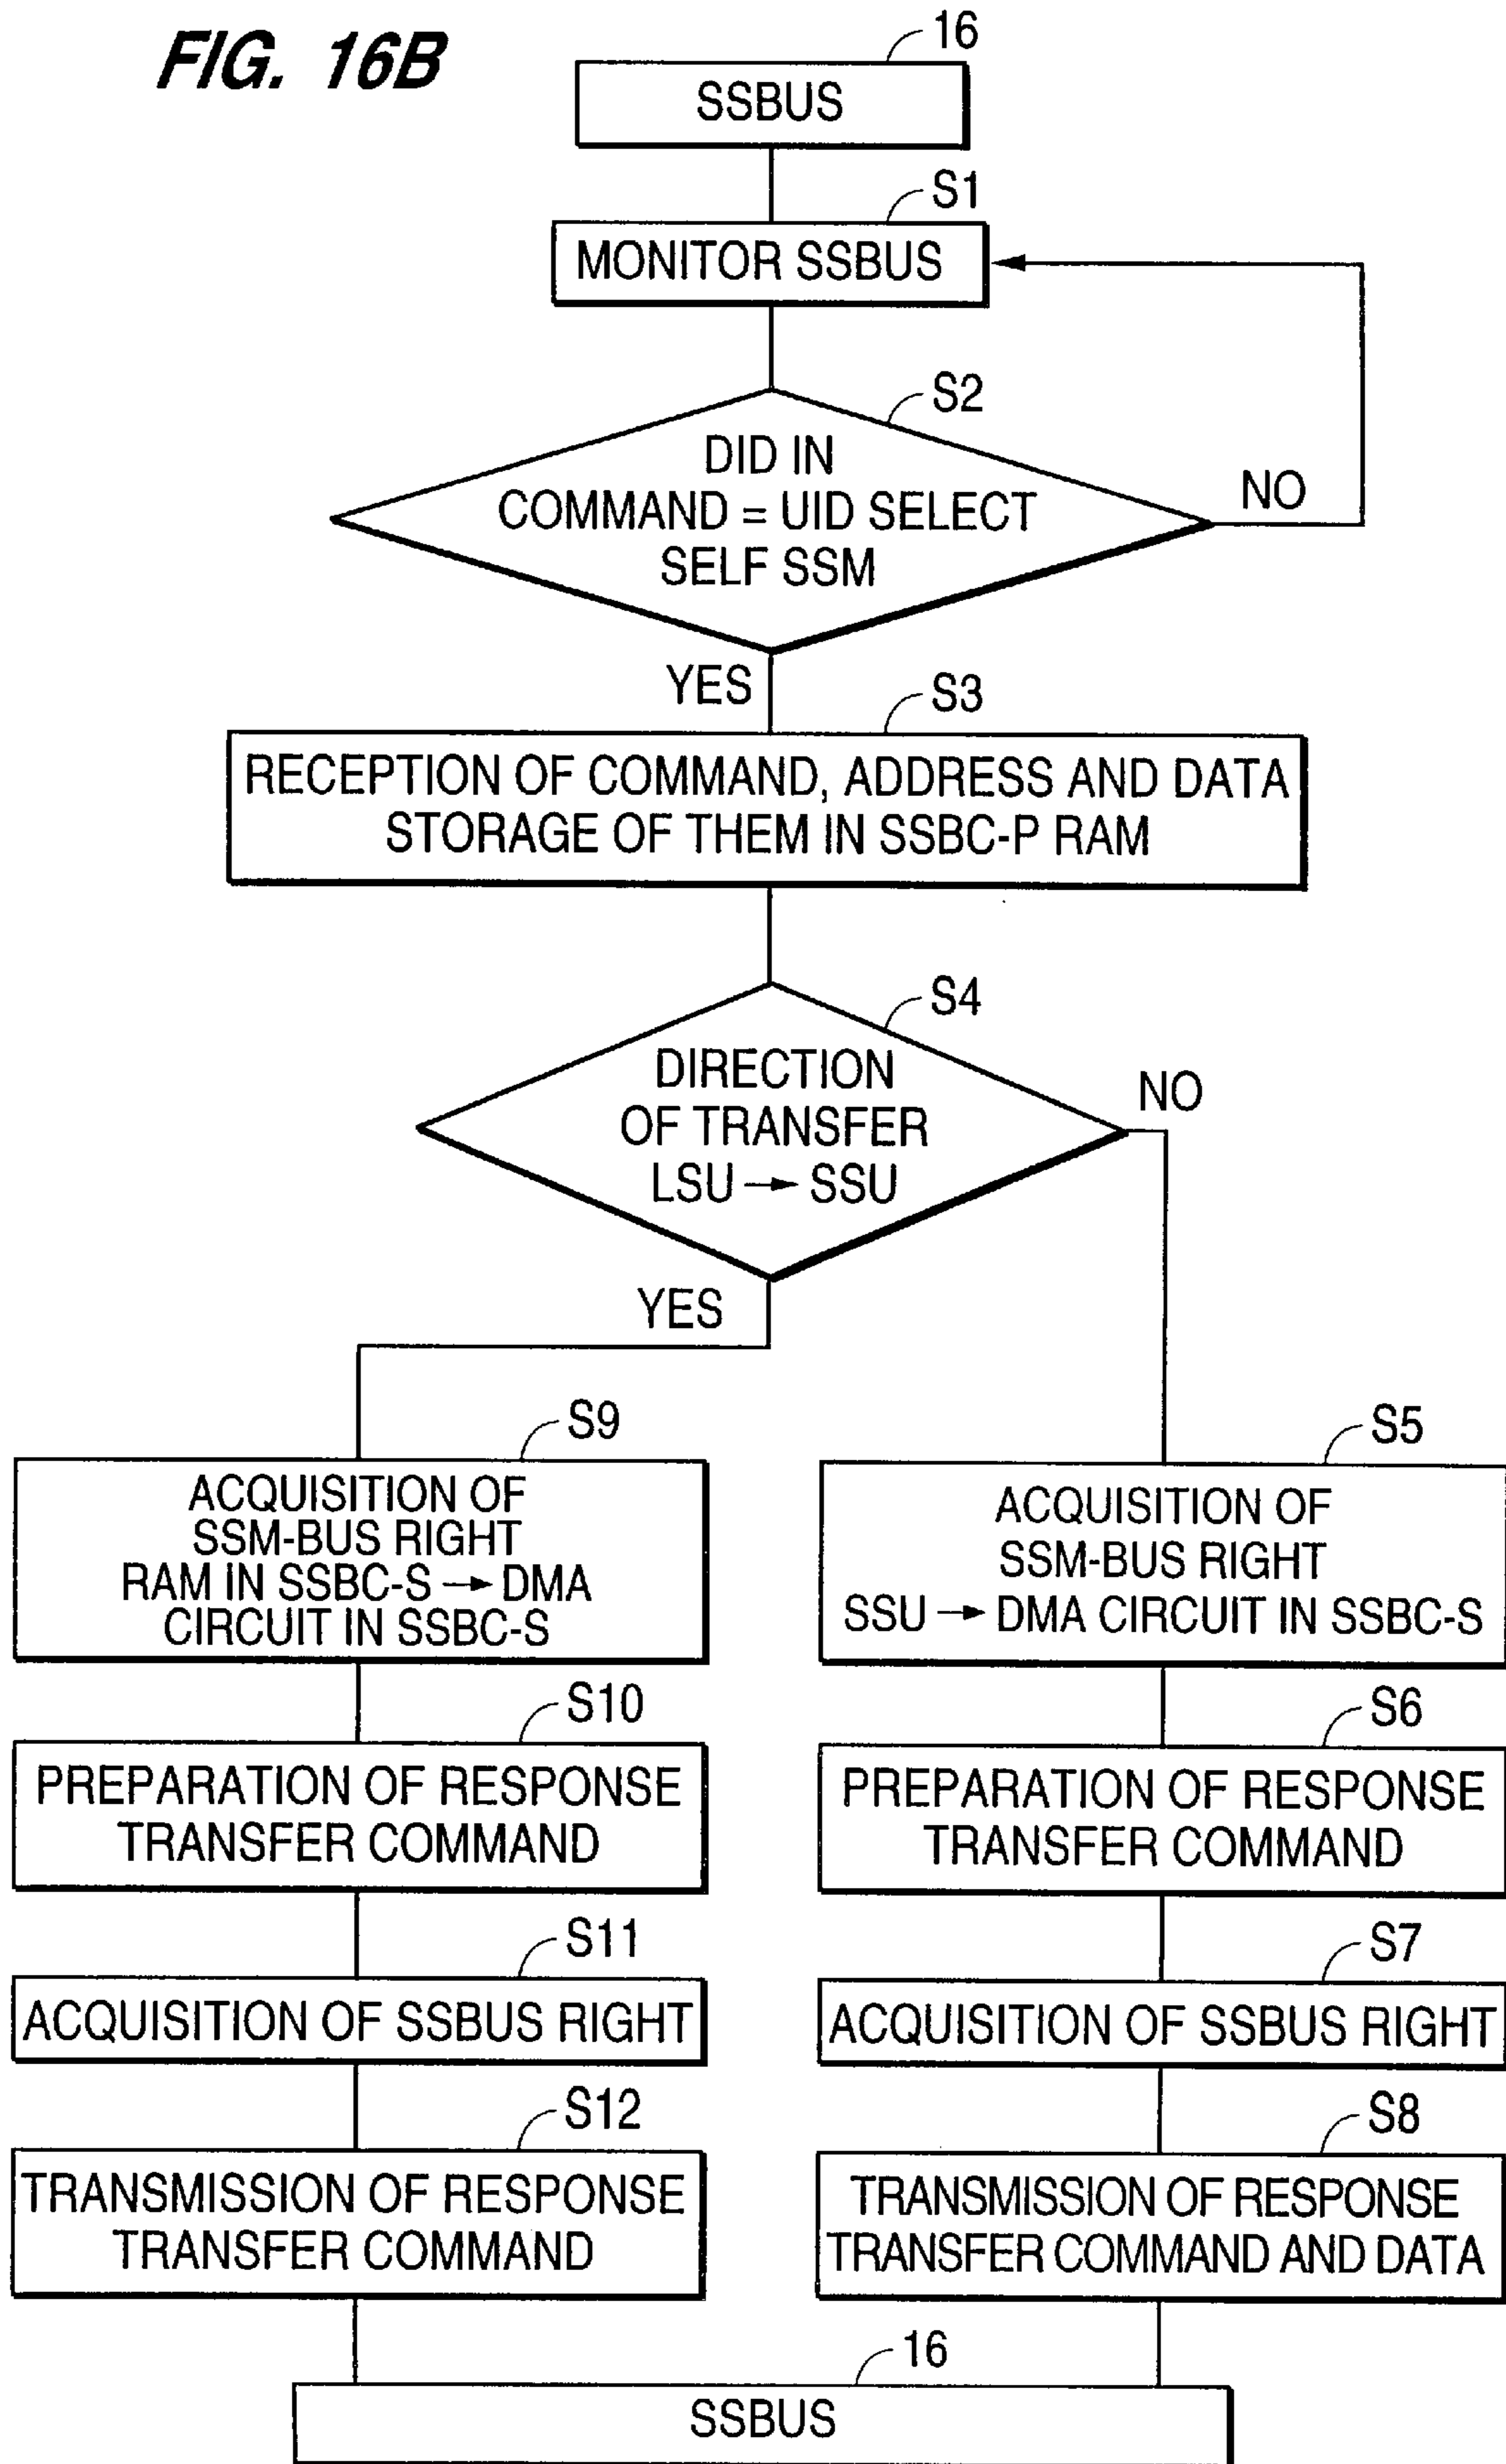 FIG. 16B
16
SSBUS
S1
MONITOR SSBUS
S2
DID IN
COMMAND = UID SELECT
SELF SSM
NO
YES
S3
RECEPTION OF COMMAND, ADDRESS AND DATA
STORAGE OF THEM IN SSBC-P RAM
S4
DIRECTION
OF TRANSFER
LSU → SSU
NO
YES
S9
ACQUISITION OF
SSM-BUS RIGHT
RAM IN SSBC-S → DMA
CIRCUIT IN SSBC-S
S10
PREPARATION OF RESPONSE
TRANSFER COMMAND
S11
ACQUISITION OF SSBUS RIGHT
S12
TRANSMISSION OF RESPONSE
TRANSFER COMMAND
S5
ACQUISITION OF
SSM-BUS RIGHT
SSU → DMA CIRCUIT IN SSBC-S
S6
PREPARATION OF RESPONSE
TRANSFER COMMAND
S7
ACQUISITION OF SSBUS RIGHT
S8
TRANSMISSION OF RESPONSE
TRANSFER COMMAND AND DATA
16
SSBUS